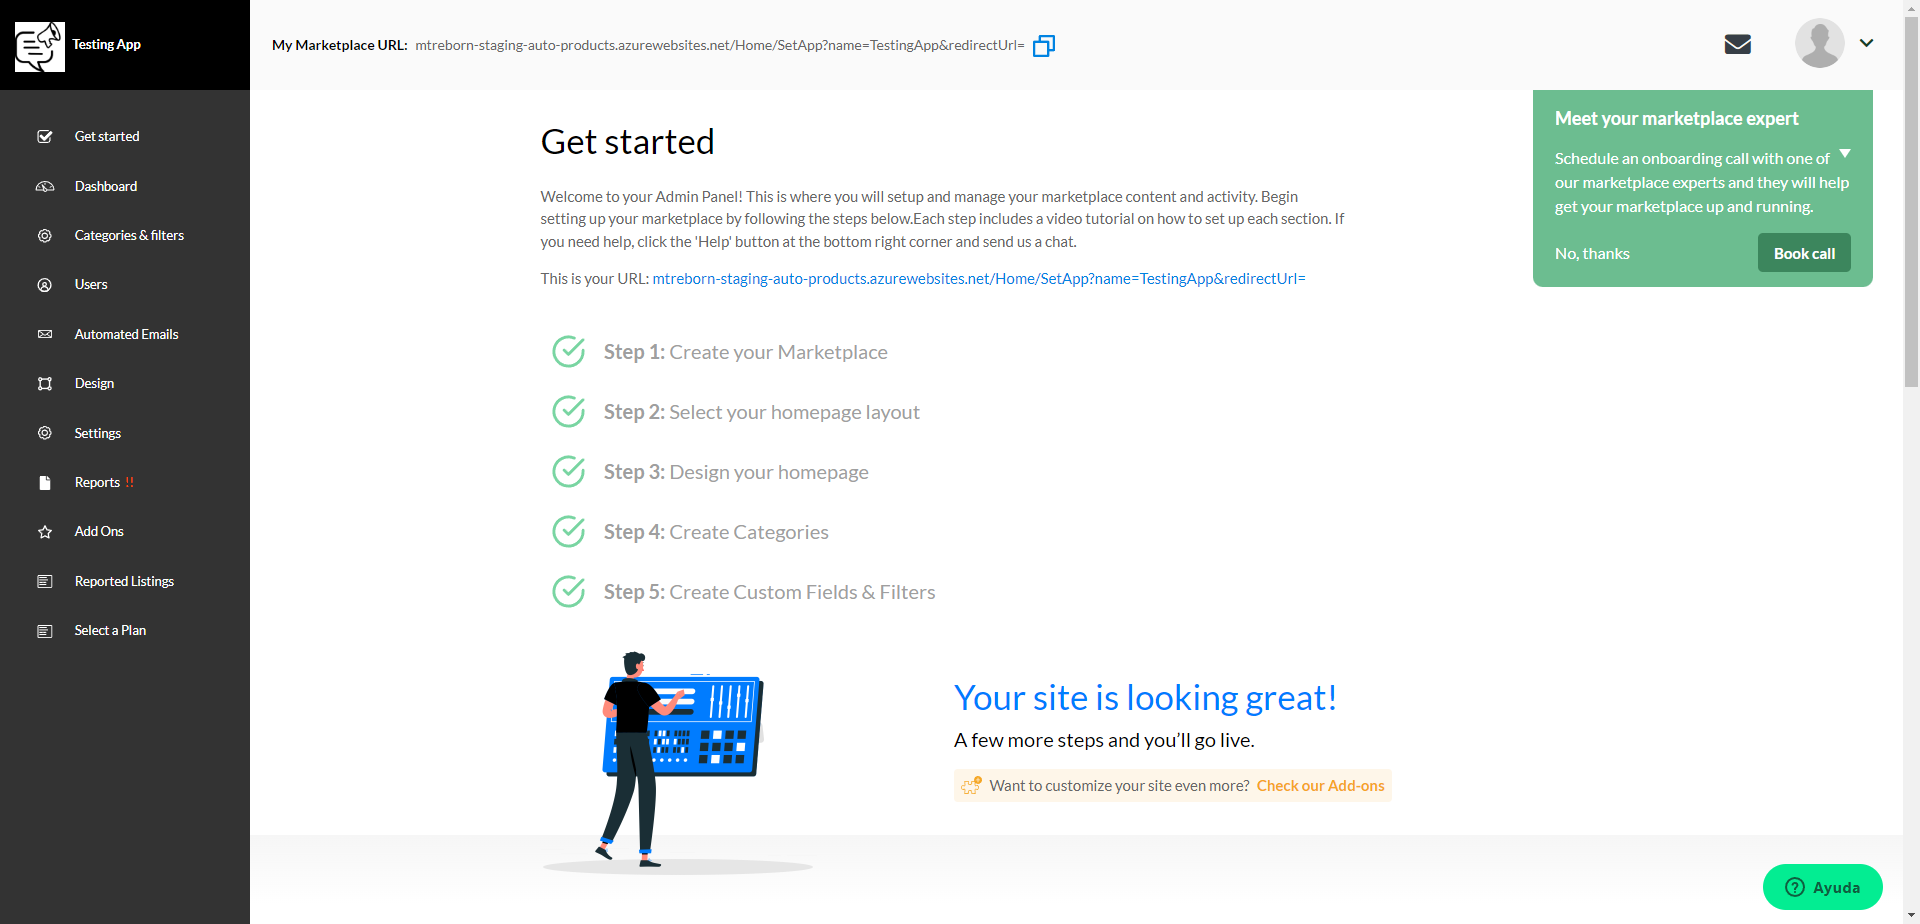 Testing App
My Marketplace URL: mtreborn-staging-auto-products.azurewebsites.net/Home/SetApp?name=TestingApp&redirectUrl=
Get started
Dashboard
Categories & filters
Users
Automated Emails
Design
Settings
Reports !!
Add Ons
Reported Listings
Select a Plan
Get started
Welcome to your Admin Panel! This is where you will setup and manage your marketplace content and activity. Begin
setting up your marketplace by following the steps below.Each step includes a video tutorial on how to set up each section. If
you need help, click the 'Help' button at the bottom right corner and send us a chat.
This is your URL: mtreborn-staging-auto-products.azurewebsites.net/Home/SetApp?name=TestingApp&redirectUrl=
Step 1: Create your Marketplace
Step 2: Select your homepage layout
Step 3: Design your homepage
Step 4: Create Categories
Step 5: Create Custom Fields & Filters
Your site is looking great!
A few more steps and you’ll go live.
Want to customize your site even more? Check our Add-ons
Meet your marketplace expert
Schedule an onboarding call with one of
our marketplace experts and they will help
get your marketplace up and running.
No, thanks
Book call
Ayuda